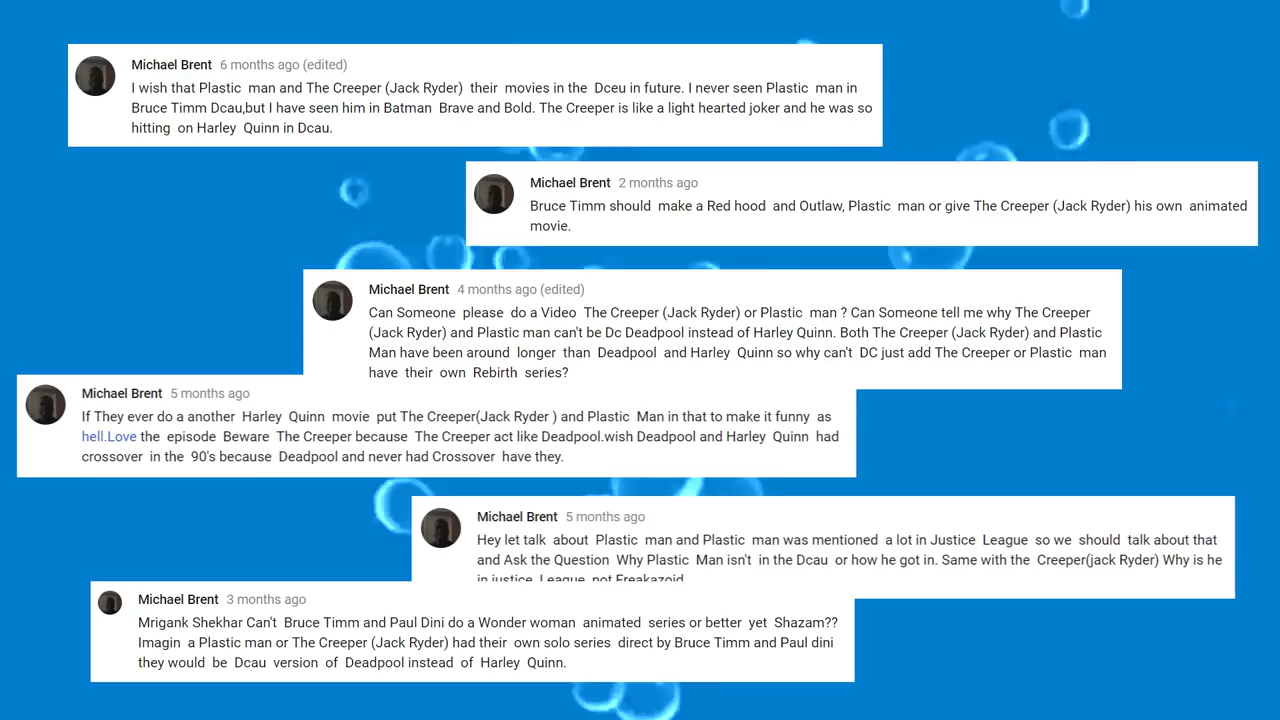 Michael Brent 6 months ago (edited)
I wish that Plastic man and The Creeper (Jack Ryder) their movies in the Dceu in future. I never seen Plastic man in
Bruce Timm Dcau,but I have seen him in Batman Brave and Bold. The Creeper is like a light hearted joker and he was so
hitting on Harley Quinn in Dcau.
Michael Brent 2 months ago
Bruce Timm should make a Red hood and Outlaw, Plastic man or give The Creeper (Jack Ryder) his own animated
movie.
Michael Brent 4 months ago (edited)
Can Someone please do a Video The Creeper (Jack Ryder) or Plastic man ? Can Someone tell me why The Creeper
(Jack Ryder) and Plastic man can't be Dc Deadpool instead of Harley Quinn. Both The Creeper (Jack Ryder) and Plastic
Man have been around longer than Deadpool and Harley Quinn so why can't DC just add The Creeper or Plastic man
have their own Rebirth series?
Michael Brent 5 months ago
If They ever do a another Harley Quinn movie put The Creeper(Jack Ryder ) and Plastic Man in that to make it funny as
hell.Love the episode Beware The Creeper because The Creeper act like Deadpool.wish Deadpool and Harley Quinn had
crossover in the 90's because Deadpool and never had Crossover have they.
Michael Brent 5 months ago
Hey let talk about Plastic man and Plastic man was mentioned a lot in Justice League so we should talk about that
and Ask the Question Why Plastic Man isn't in the Dcau or how he got in. Same with the Creeper(jack Ryder) Why is he
in justice League not Freakazoid
Michael Brent 3 months ago
Mrigank Shekhar Can't Bruce Timm and Paul Dini do a Wonder woman animated series or better yet Shazam??
Imagin a Plastic man or The Creeper (Jack Ryder) had their own solo series direct by Bruce Timm and Paul dini
they would be Dcau version of Deadpool instead of Harley Quinn.